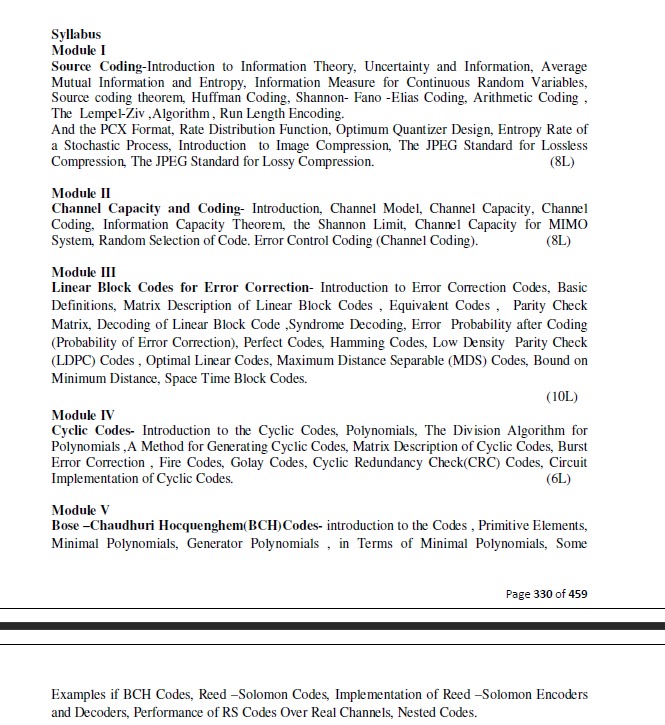 Syllabus
Module I
Source Coding-Introduction to Information Theory, Uncertainty and Information, Average
Mutual Information and Entropy, Information Measure for Continuous Random Variables,
Source coding theorem, Huffman Coding, Shannon- Fano -Elias Coding, Arithmetic Coding ,
The Lempel-Ziv ,Algorithm , Run Length Encoding.
And the PCX Format, Rate Distribution Function, Optimum Quantizer Design, Entropy Rate of
a Stochastic Process, Introduction to Image Compression, The JPEG Standard for Lossless
Compression, The JPEG Standard for Lossy Compression. (8L)
Module II
Channel Capacity and Coding- Introduction, Channel Model, Channel Capacity, Channel
Coding, Information Capacity Theorem, the Shannon Limit, Channel Capacity for MIMO
System, Random Selection of Code. Error Control Coding (Channel Coding). (8L)
Module III
Linear Block Codes for Error Correction- Introduction to Error Correction Codes, Basic
Definitions, Matrix Description of Linear Block Codes , Equivalent Codes , Parity Check
Matrix, Decoding of Linear Block Code ,Syndrome Decoding, Error Probability after Coding
(Probability of Error Correction), Perfect Codes, Hamming Codes, Low Density Parity Check
(LDPC) Codes , Optimal Linear Codes, Maximum Distance Separable (MDS) Codes, Bound on
Minimum Distance, Space Time Block Codes.
(10L)
Module IV
Cyclic Codes- Introduction to the Cyclic Codes, Polynomials, The Division Algorithm for
Polynomials ,A Method for Generating Cyclic Codes, Matrix Description of Cyclic Codes, Burst
Error Correction , Fire Codes, Golay Codes, Cyclic Redundancy Check(CRC) Codes, Circuit
Implementation of Cyclic Codes. (6L)
Module V
Bose –Chaudhuri Hocquenghem(BCH)Codes- introduction to the Codes , Primitive Elements,
Minimal Polynomials, Generator Polynomials , in Terms of Minimal Polynomials, Some
Page 330 of 459
Examples if BCH Codes, Reed –Solomon Codes, Implementation of Reed –Solomon Encoders
and Decoders, Performance of RS Codes Over Real Channels, Nested Codes.